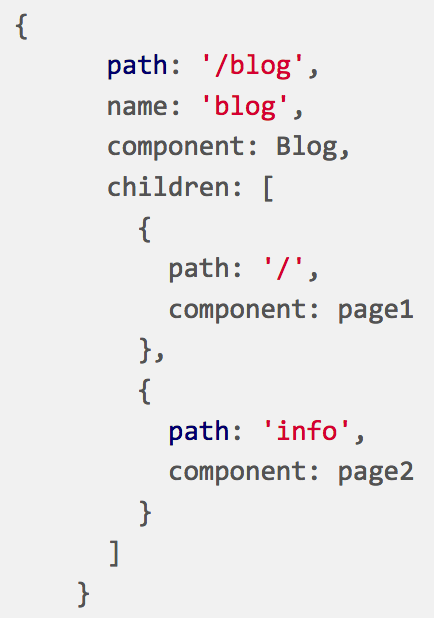 {
path: '/blog',
name: 'blog',
component: Blog,
children: [
{
path: '/',
component: page1
},
{
path: 'info',
component: page2
}
]
}